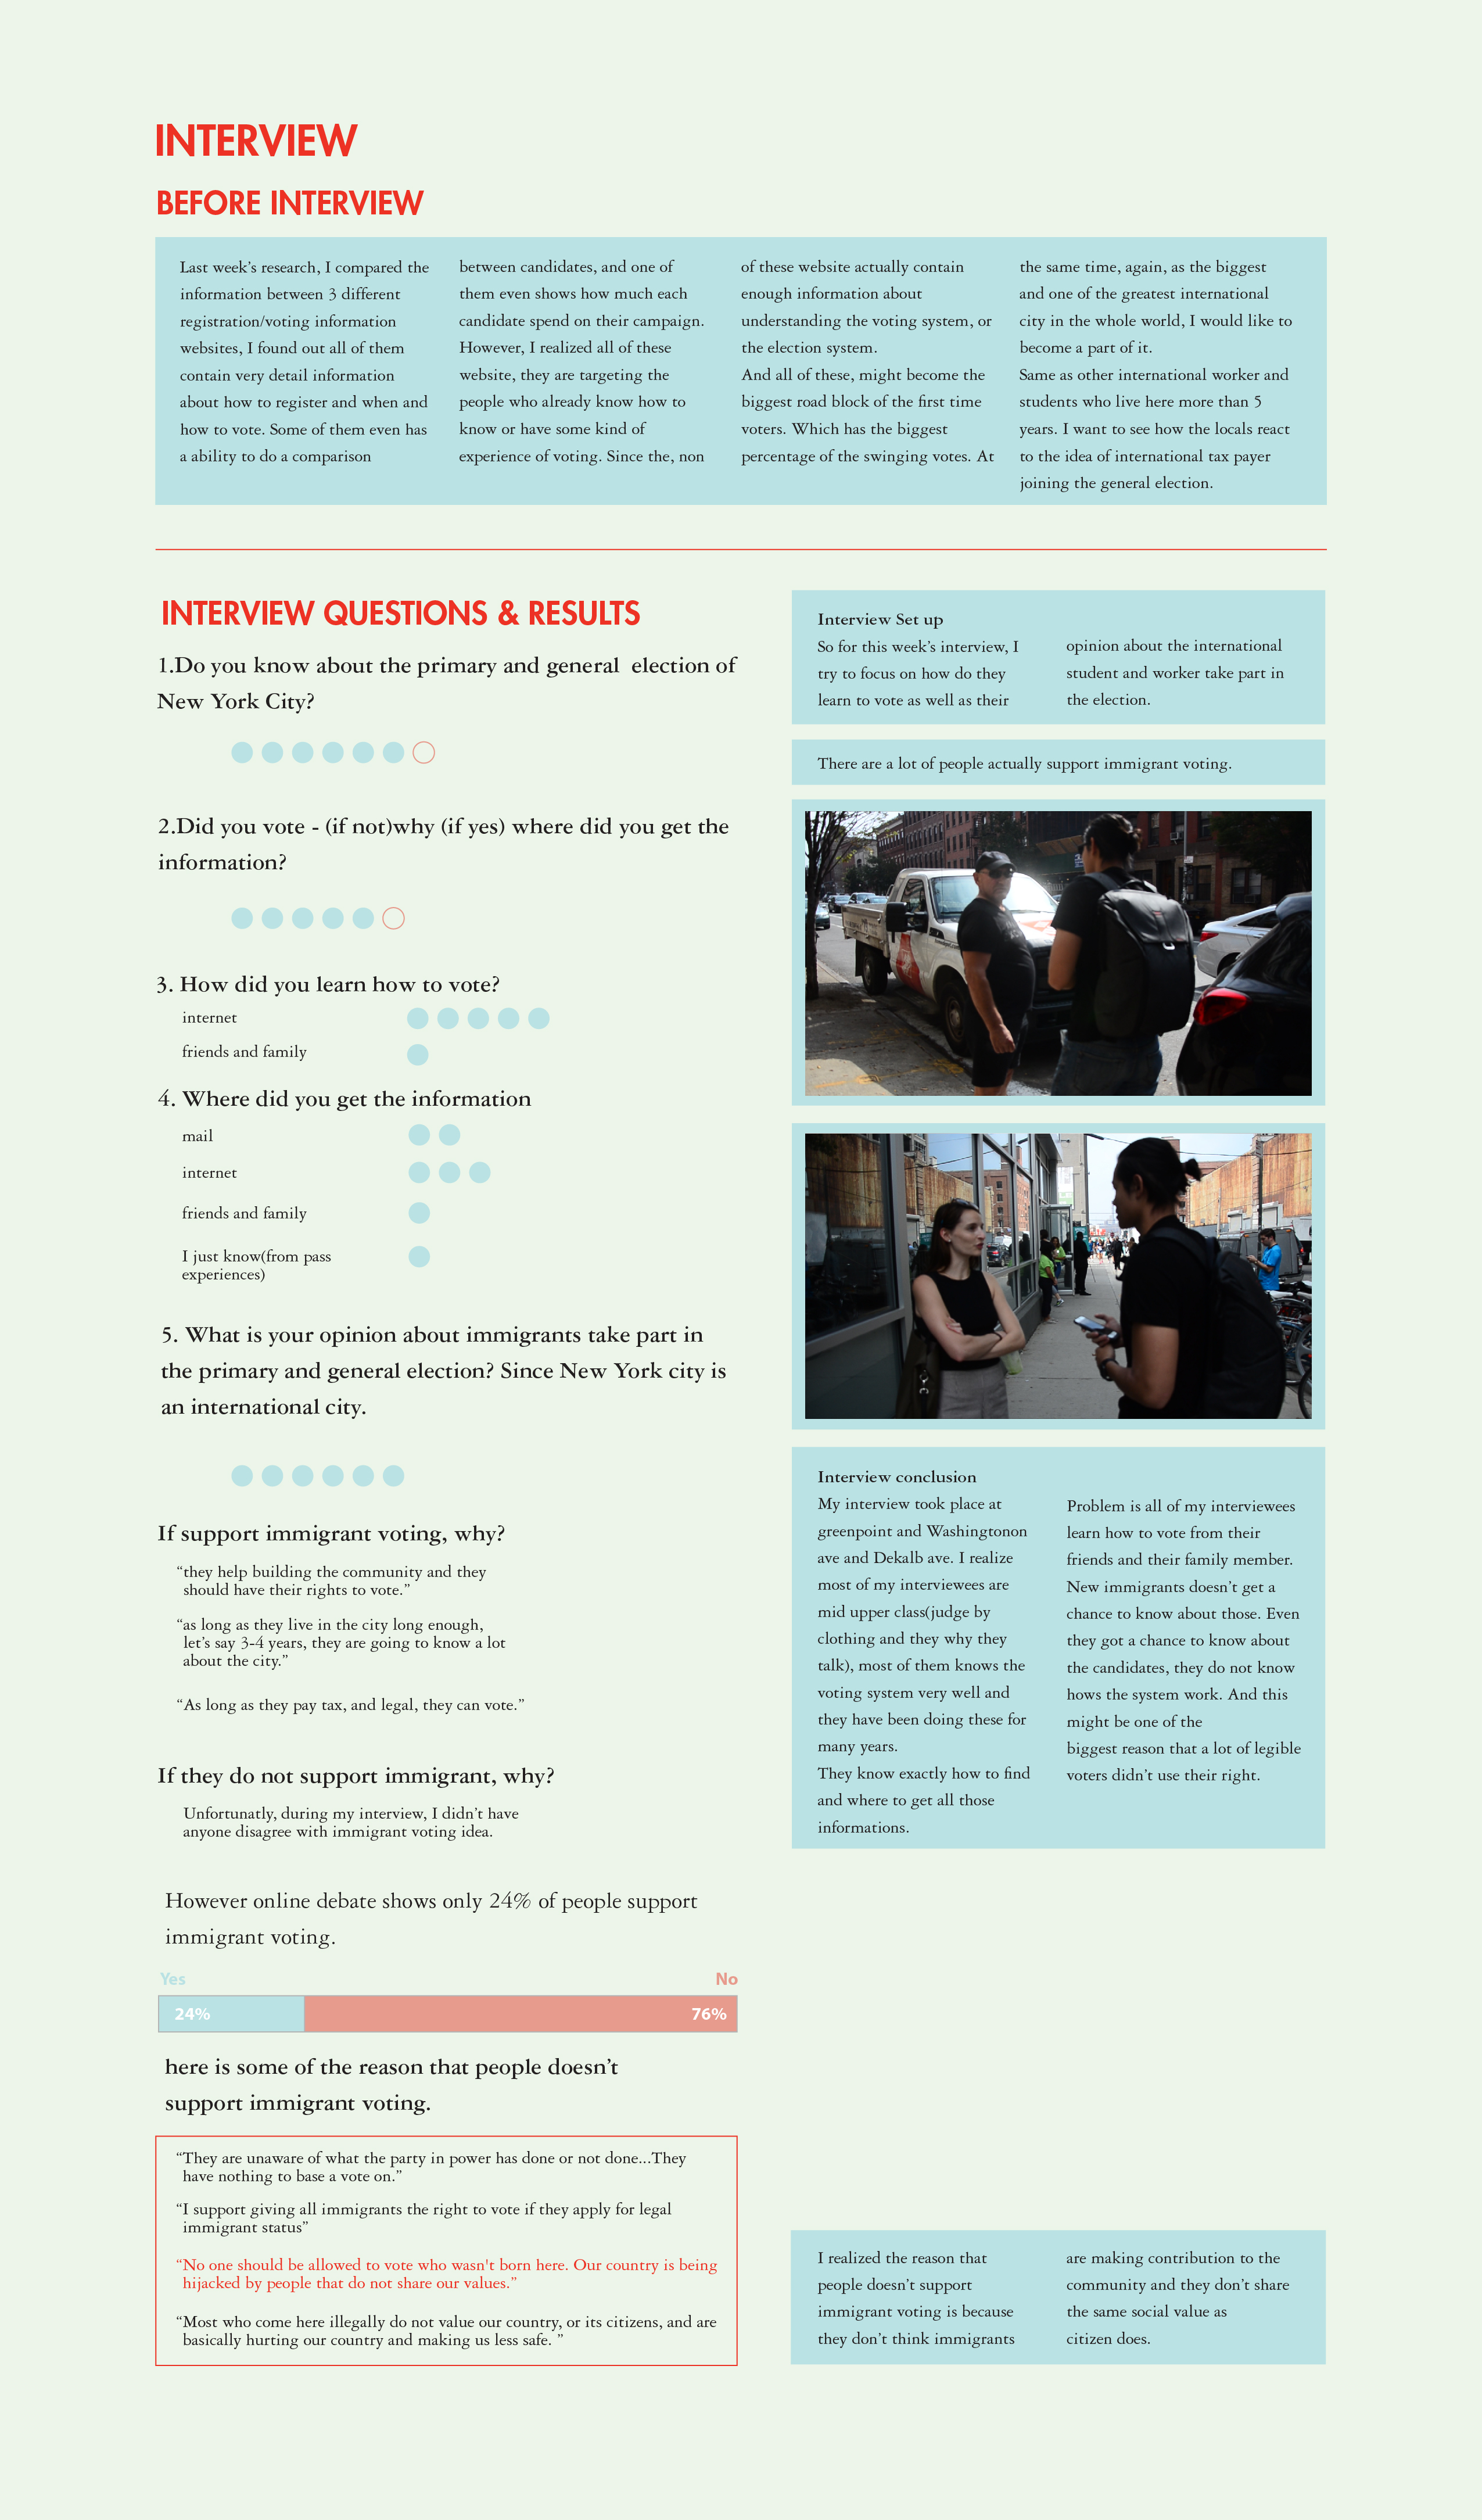 INTERVIEW
BEFORE INTERVIEW
Last week’s research, I compared the
information between 3 different
registration/voting information
websites, I found out all of them
contain very detail information
about how to register and when and
how to vote. Some of them even has
a ability to do a comparison
between candidates, and one of
them even shows how much each
candidate spend on their campaign.
However, I realized all of these
website, they are targeting the
people who already know how to
know or have some kind of
experience of voting. Since the, non
of these website actually contain
enough information about
understanding the voting system, or
the election system.
And all of these, might become the
biggest road block of the first time
voters. Which has the biggest
percentage of the swinging votes. At
the same time, again, as the biggest
and one of the greatest international
city in the whole world, I would like to
become a part of it.
Same as other international worker and
students who live here more than 5
years. I want to see how the locals react
to the idea of international tax payer
joining the general election.
INTERVIEW QUESTIONS & RESULTS
1.Do you know about the primary and general election of
New York City?
2.Did you vote - (if not)why (if yes) where did you get the
information?
3. How did you learn how to vote?
internet
friends and family
4. Where did you get the information
mail
internet
friends and family
I just know(from pass
experiences)
5. What is your opinion about immigrants take part in
the primary and general election? Since New York city is
an international city.
If support immigrant voting, why?
“they help building the community and they
should have their rights to vote.”
“as long as they live in the city long enough,
let’s say 3-4 years, they are going to know a lot
about the city.”
“As long as they pay tax, and legal, they can vote.”
If they do not support immigrant, why?
Unfortunatly, during my interview, I didn’t have
anyone disagree with immigrant voting idea.
However online debate shows only 24% of people support
immigrant voting.
Yes No
24% 76%
here is some of the reason that people doesn’t
support immigrant voting.
“They are unaware of what the party in power has done or not done...They
have nothing to base a vote on.”
“I support giving all immigrants the right to vote if they apply for legal
immigrant status”
“No one should be allowed to vote who wasn't born here. Our country is being
hijacked by people that do not share our values.”
“Most who come here illegally do not value our country, or its citizens, and are
basically hurting our country and making us less safe. ”
Interview Set up
So for this week’s interview, I
try to focus on how do they
learn to vote as well as their
opinion about the international
student and worker take part in
the election.
There are a lot of people actually support immigrant voting.
Interview conclusion
My interview took place at
greenpoint and Washingtonon
ave and Dekalb ave. I realize
most of my interviewees are
mid upper class(judge by
clothing and they why they
talk), most of them knows the
voting system very well and
they have been doing these for
many years.
They know exactly how to find
and where to get all those
informations.
Problem is all of my interviewees
learn how to vote from their
friends and their family member.
New immigrants doesn’t get a
chance to know about those. Even
they got a chance to know about
the candidates, they do not know
hows the system work. And this
might be one of the
biggest reason that a lot of legible
voters didn’t use their right.
I realized the reason that
people doesn’t support
immigrant voting is because
they don’t think immigrants
are making contribution to the
community and they don’t share
the same social value as
citizen does.